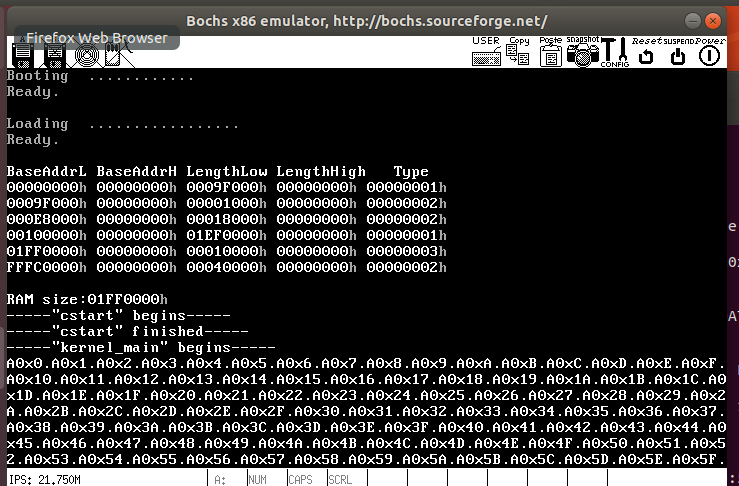 Bochs x86 emulator, http://bochs.sourceforge.net/
Firefox Web Browser
USER Copy Paste snapshot CONFIG Reset SUSPEND Power
Booting ............
Ready.
Loading .................
Ready.
BaseAddrL BaseAddrH LengthLow LengthHigh Type
00000000h 00000000h 0009F000h 00000000h 00000001h
0009F000h 00000000h 00001000h 00000000h 00000002h
000E8000h 00000000h 00018000h 00000000h 00000002h
00100000h 00000000h 01EF0000h 00000000h 00000001h
01FF0000h 00000000h 00010000h 00000000h 00000003h
FFFC0000h 00000000h 00040000h 00000000h 00000002h
RAM size:01FF0000h
-----"cstart" begins-----
-----"cstart" finished-----
-----"kernel_main" begins-----
A0x0.A0x1.A0x2.A0x3.A0x4.A0x5.A0x6.A0x7.A0x8.A0x9.A0xA.A0xB.A0xC.A0xD.A0xE.A0xF.
A0x10.A0x11.A0x12.A0x13.A0x14.A0x15.A0x16.A0x17.A0x18.A0x19.A0x1A.A0x1B.A0x1C.A0
x1D.A0x1E.A0x1F.A0x20.A0x21.A0x22.A0x23.A0x24.A0x25.A0x26.A0x27.A0x28.A0x29.A0x2
A.A0x2B.A0x2C.A0x2D.A0x2E.A0x2F.A0x30.A0x31.A0x32.A0x33.A0x34.A0x35.A0x36.A0x37.
A0x38.A0x39.A0x3A.A0x3B.A0x3C.A0x3D.A0x3E.A0x3F.A0x40.A0x41.A0x42.A0x43.A0x44.A0
x45.A0x46.A0x47.A0x48.A0x49.A0x4A.A0x4B.A0x4C.A0x4D.A0x4E.A0x4F.A0x50.A0x51.A0x5
2.A0x53.A0x54.A0x55.A0x56.A0x57.A0x58.A0x59.A0x5A.A0x5B.A0x5C.A0x5D.A0x5E.A0x5F.
IPS: 21.750M A: NUM CAPS SCRL